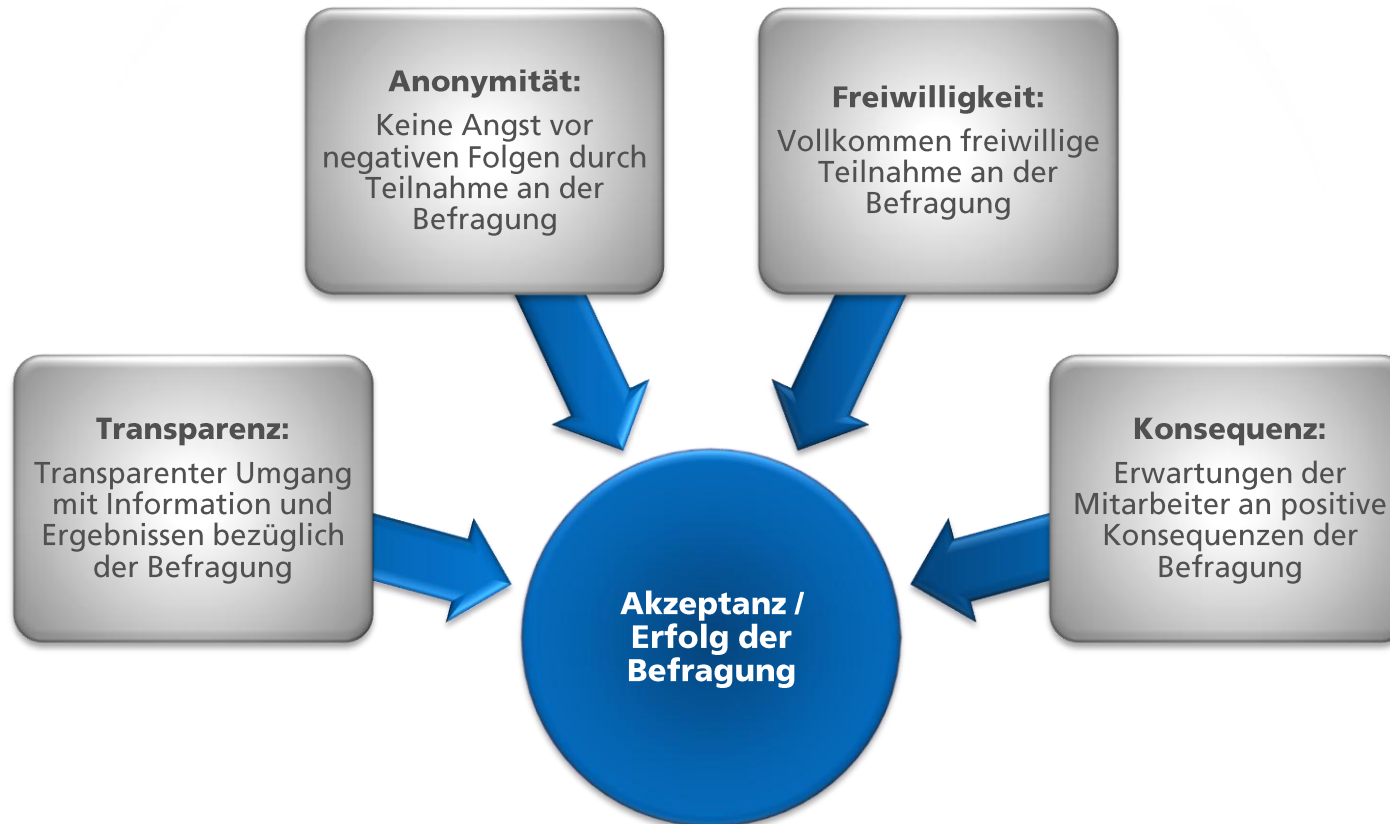 Anonymität:
Keine Angst vor
negativen Folgen durch
Teilnahme an der
Befragung
Freiwilligkeit:
Vollkommen freiwillige
Teilnahme an der
Befragung
Transparenz:
Transparenter Umgang
mit Information und
Ergebnissen bezüglich
der Befragung
Konsequenz:
Erwartungen der
Mitarbeiter an positive
Konsequenzen der
Befragung
Akzeptanz /
Erfolg der
Befragung